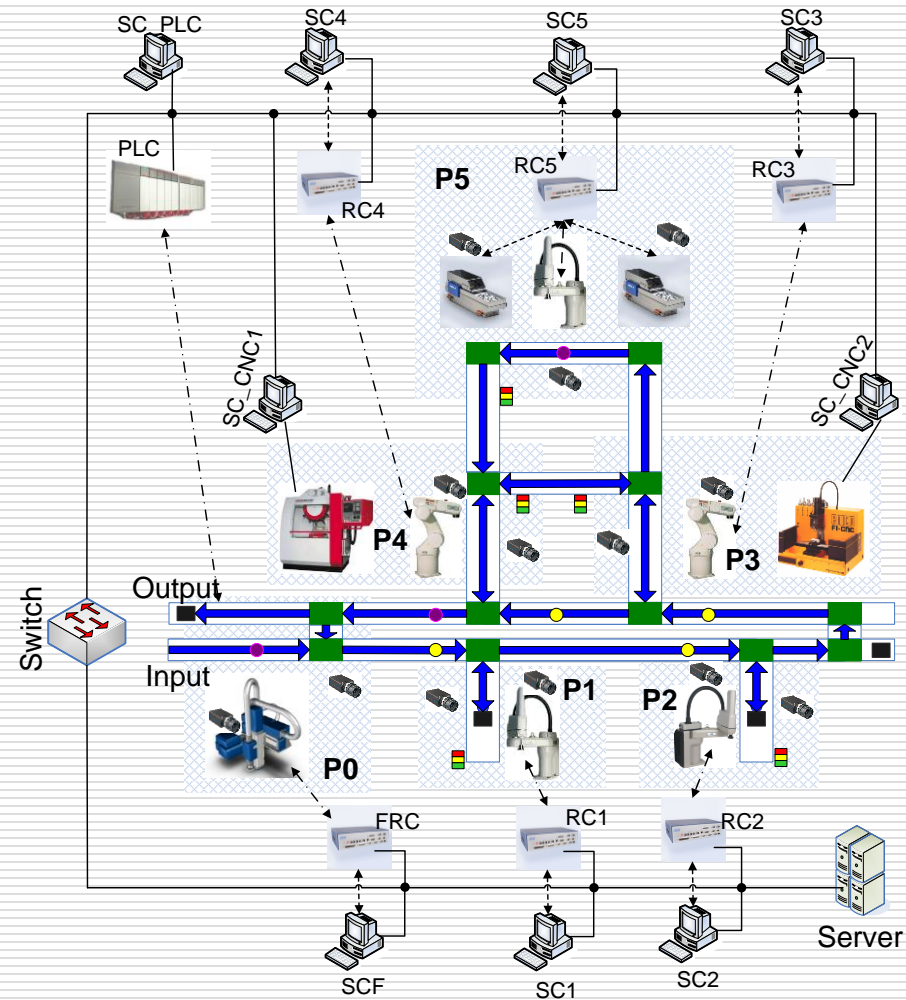 SC_PLC
SC4
SC5
SC3
PLC
RC4
P5
RC5
RC3
SC_CNC1
SC_CNC2
P4
P3
Output
Switch
Input
P1
P2
P0
FRC
RC1
RC2
Server
SCF
SC1
SC2